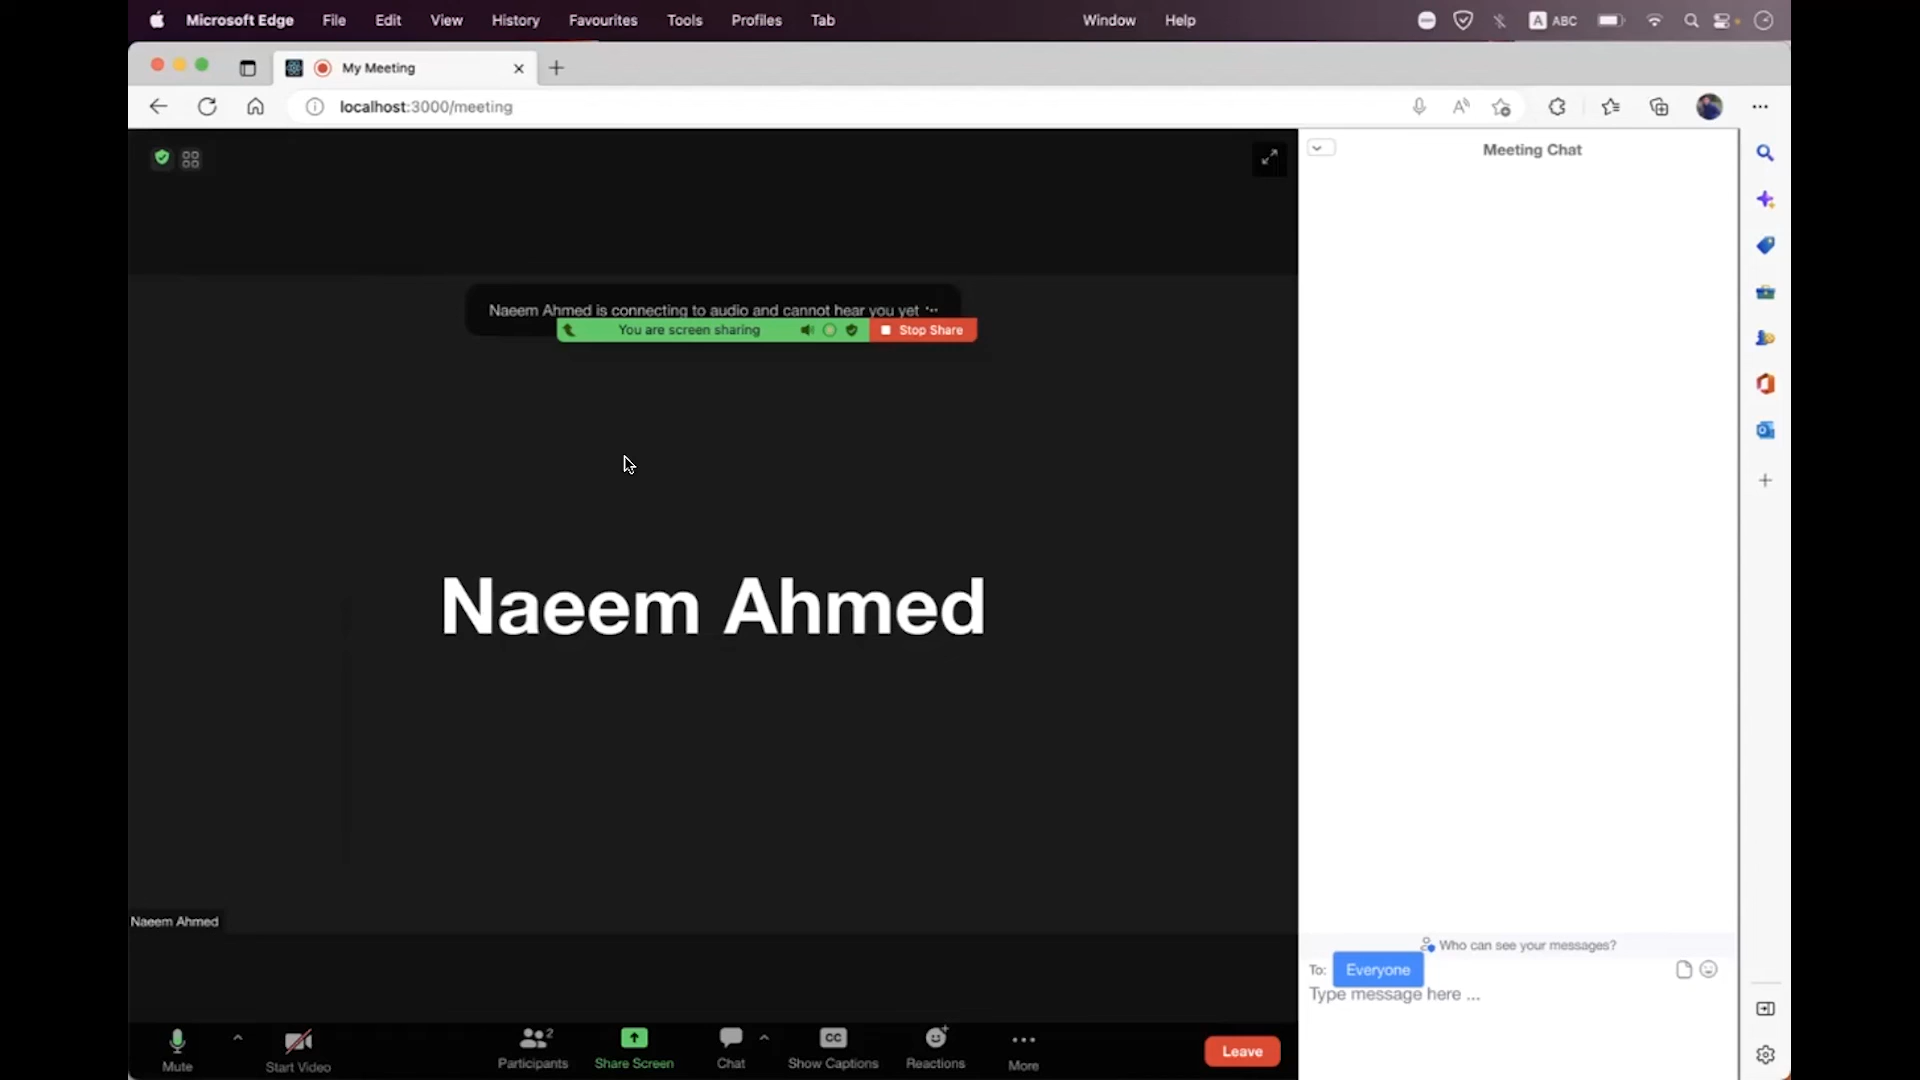 Microsoft Edge File Edit View History Favourites Tools Profiles Tab Window Help A ABC
My Meeting
localhost:3000/meeting
Meeting Chat
Naeem Ahmed is connecting to audio and cannot hear you yet
You are screen sharing Stop Share
Naeem Ahmed
Naeem Ahmed
Who can see your messages?
To: Everyone
Type message here ...
Mute Start Video Participants 2 Share Screen Chat CC Show Captions Reactions More Leave